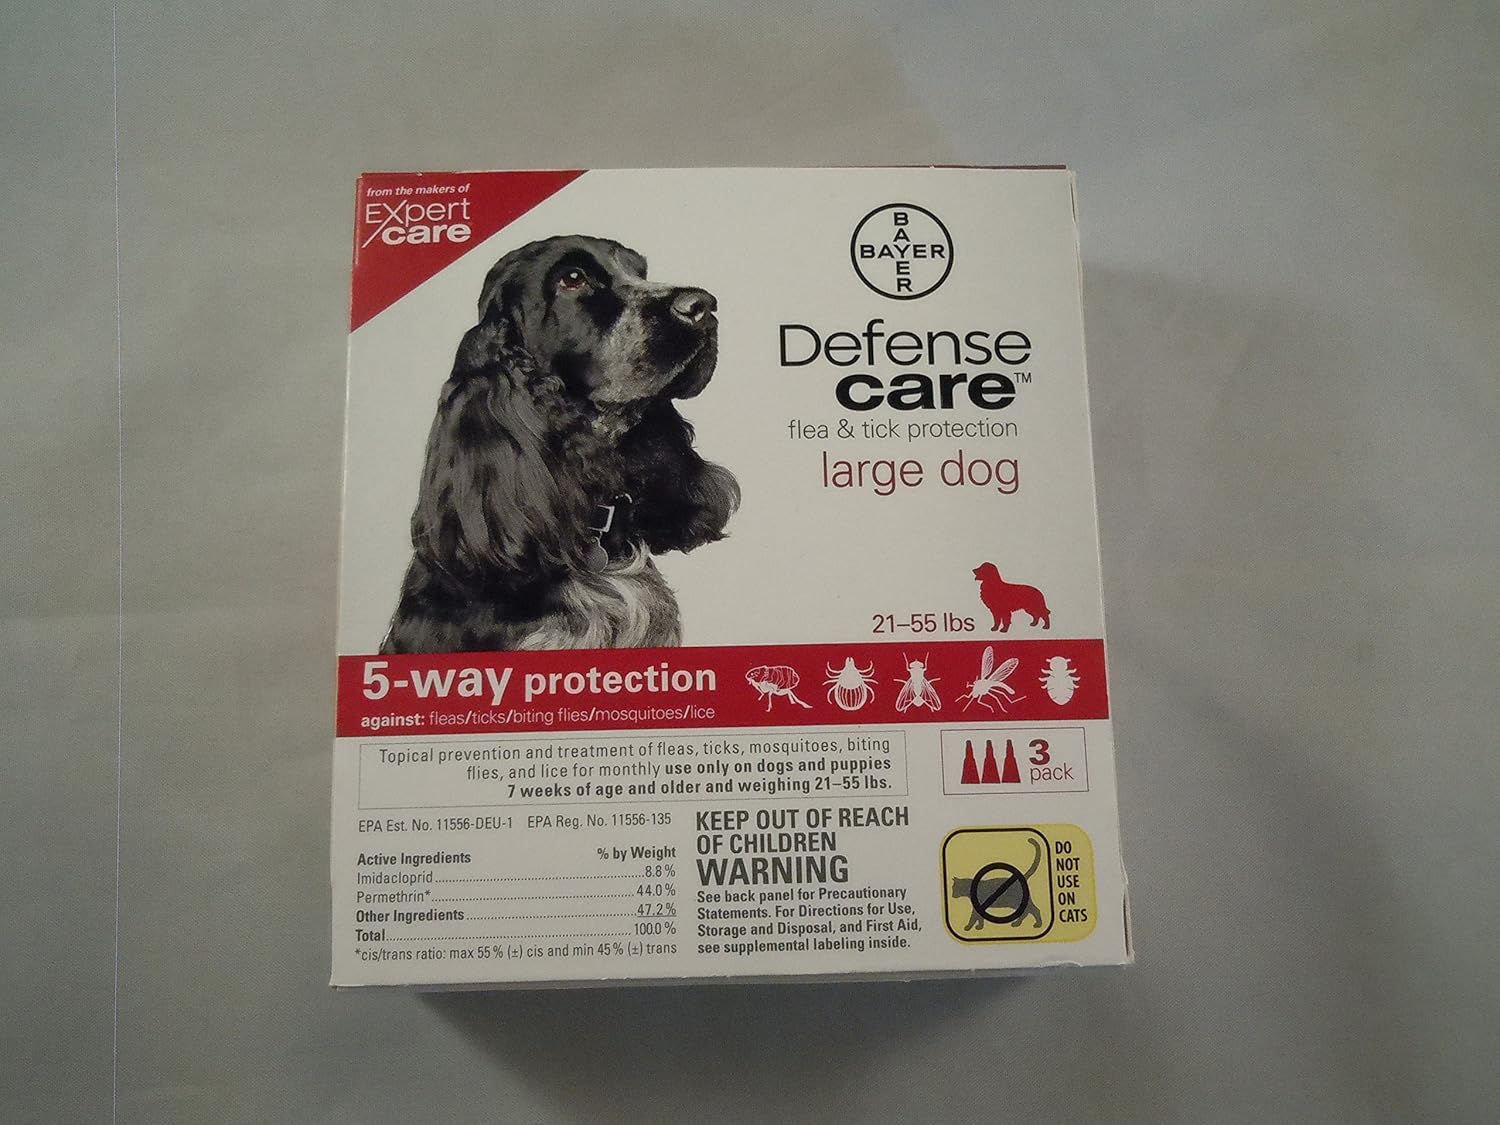 from the makers of
Expert
care
BAYER
BAYER
Defense
care™
flea & tick protection
large dog
21–55 lbs
5-way protection
against: fleas/ticks/biting flies/mosquitoes/lice
Topical prevention and treatment of fleas, ticks, mosquitoes, biting
flies, and lice for monthly use only on dogs and puppies
7 weeks of age and older and weighing 21–55 lbs.
3
pack
EPA Est. No. 11556-DEU-1 EPA Reg. No. 11556-135
Active Ingredients % by Weight
Imidacloprid 8.8%
Permethrin* 44.0%
Other Ingredients 47.2%
Total 100.0%
*cis/trans ratio: max 55% (±) cis and min 45% (±) trans
KEEP OUT OF REACH
OF CHILDREN
WARNING
See back panel for Precautionary
Statements. For Directions for Use,
Storage and Disposal, and First Aid,
see supplemental labeling inside.
DO
NOT
USE
ON
CATS